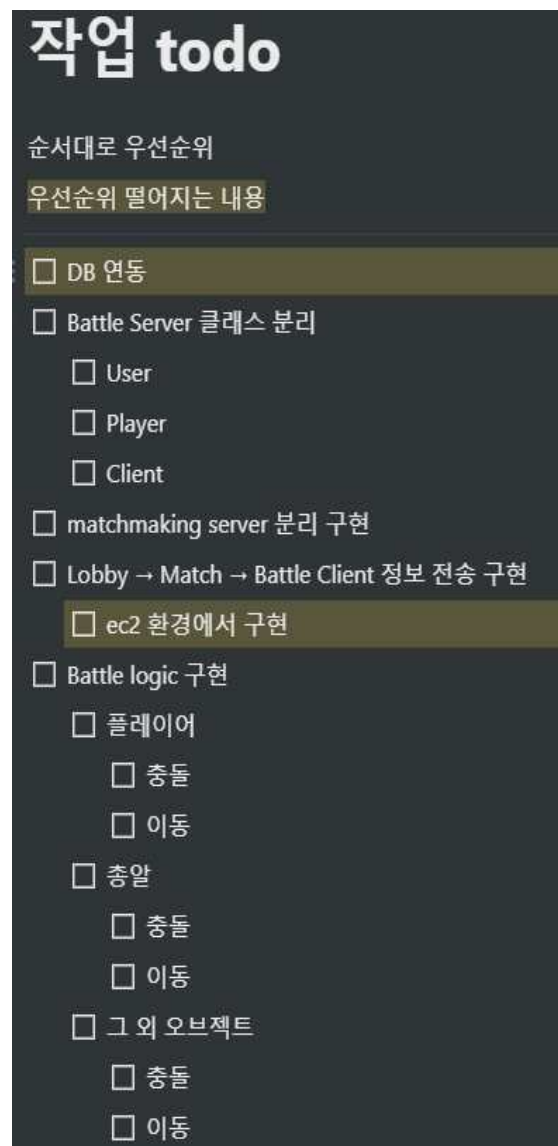 작업 todo
순서대로 우선순위
우선순위 떨어지는 내용
DB 연동
Battle Server 클래스 분리
User
Player
Client
matchmaking server 분리 구현
Lobby → Match → Battle Client 정보 전송 구현
ec2 환경에서 구현
Battle logic 구현
플레이어
충돌
이동
총알
충돌
이동
그 외 오브젝트
충돌
이동